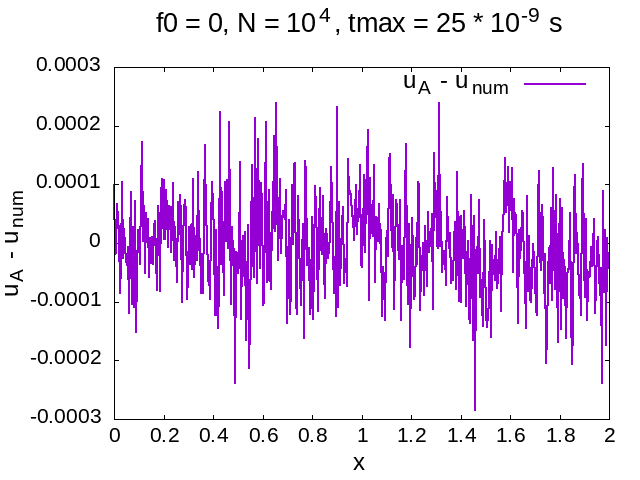 f0 = 0, N = 10^4, tmax = 25 * 10^-9 s
u_A - u_num
0.0003
0.0002
0.0001
0
-0.0001
-0.0002
-0.0003
u_A - u_num
0 0.2 0.4 0.6 0.8 1 1.2 1.4 1.6 1.8 2
x